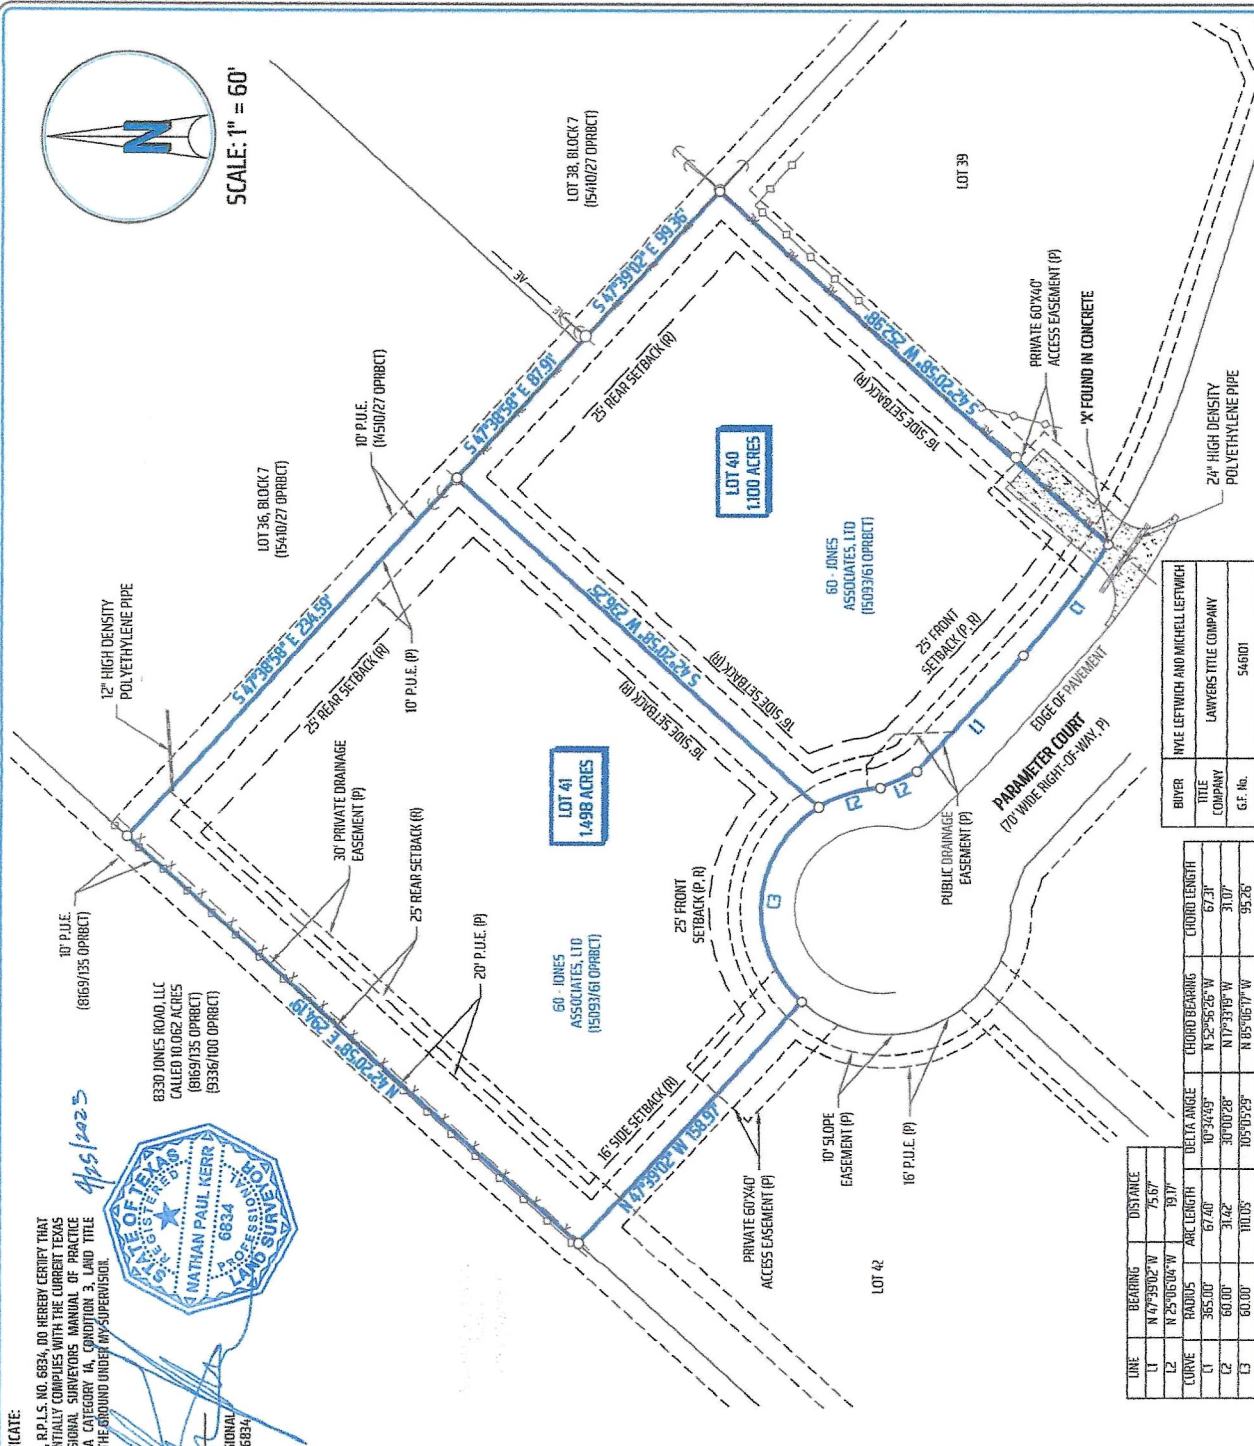 ICATE:
, R.P.L.S. NO. 6834, DO HEREBY CERTIFY THAT
NTIALLY COMPLIES WITH THE CURRENT TEXAS
SIONAL SURVEYORS MANUAL OF PRACTICE
A CATEGORY 1A, CONDITION 3, LAND TITLE
THE GROUND UNDER MY SUPERVISION.
SIONAL
6834
4/25/2023
STATE OF TEXAS
REGISTERED
NATHAN PAUL KERR
6834
PROFESSIONAL
LAND SURVEYOR
N
SCALE: 1" = 60'
10' P.U.E.
(8169/135 OPRBCT)
8330 JONES ROAD, LLC
CALLED 10.062 ACRES
(8169/135 OPRBCT)
(9336/100 OPRBCT)
12" HIGH DENSITY
POLYETHYLENE PIPE
LOT 36, BLOCK 7
(15410/27 OPRBCT)
10' P.U.E.
(14510/27 OPRBCT)
LOT 38, BLOCK 7
(15410/27 OPRBCT)
S 47°38'58" E 234.59'
S 47°38'58" E 87.91'
S 47°39'02" E 99.36'
AE
25' REAR SETBACK (R)
10' P.U.E. (P)
25' REAR SETBACK (R)
30' PRIVATE DRAINAGE
EASEMENT (P)
25' REAR SETBACK (R)
20' P.U.E. (P)
N 42°20'58" E 294.19'
LOT 41
1.498 ACRES
60 - JONES
ASSOCIATES, LTD
(15093/61 OPRBCT)
16' SIDE SETBACK (R)
S 42°20'58" W 236.25'
16' SIDE SETBACK (R)
LOT 40
1.100 ACRES
60 - JONES
ASSOCIATES, LTD
(15093/61 OPRBCT)
16' SIDE SETBACK (R)
S 42°20'58" W 252.98'
LOT 39
PRIVATE 60'X40'
ACCESS EASEMENT (P)
'X' FOUND IN CONCRETE
24" HIGH DENSITY
POLYETHYLENE PIPE
25' FRONT
SETBACK (P, R)
25' FRONT
SETBACK (P, R)
C1
L1
L2
C2
C3
EDGE OF PAVEMENT
PARAMETER COURT
(70' WIDE RIGHT-OF-WAY, P)
PUBLIC DRAINAGE
EASEMENT (P)
16' SIDE SETBACK (R)
N 47°39'02" W 158.97'
PRIVATE 60'X40'
ACCESS EASEMENT (P)
10' SLOPE
EASEMENT (P)
16' P.U.E. (P)
LOT 42
LINE BEARING DISTANCE
L1 N 47°39'02" W 75.67'
L2 N 25°06'04" W 19.17'
CURVE RADIUS ARC LENGTH DELTA ANGLE CHORD BEARING CHORD LENGTH
C1 365.00' 67.40' 10°34'49" N 52°56'26" W 67.31'
C2 60.00' 31.42' 30°00'28" N 17°33'19" W 31.07'
C3 60.00' 110.05' 105°05'29" N 85°06'17" W 95.26'
BUYER NYLE LEFTWICH AND MICHELL LEFTWICH
TITLE COMPANY LAWYERS TITLE COMPANY
G.F. No. 546101